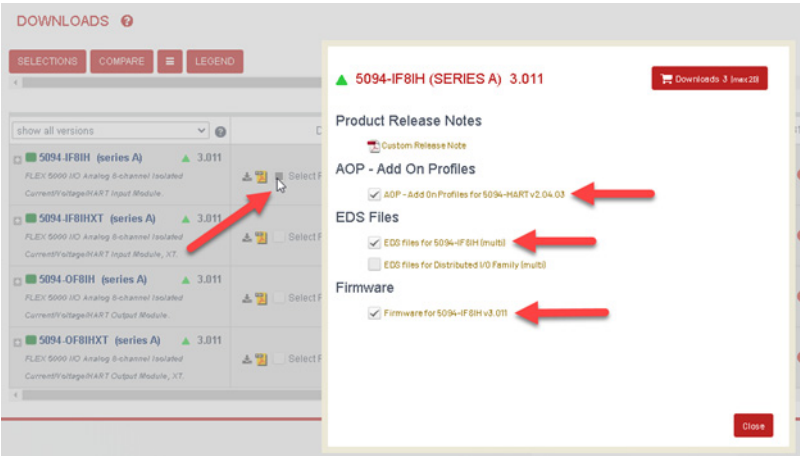 DOWNLOADS
SELECTIONS COMPARE LEGEND
show all versions
5094-IF8IH (series A) 3.011
FLEX 5000 I/O Analog 8-channel Isolated
Current/Voltage/HART Input Module.
Select
5094-IF8IHXT (series A) 3.011
FLEX 5000 I/O Analog 8-channel Isolated
Current/Voltage/HART Input Module, XT.
Select
5094-OF8IH (series A) 3.011
FLEX 5000 I/O Analog 8-channel Isolated
Current/Voltage/HART Output Module.
Select
5094-OF8IHXT (series A) 3.011
FLEX 5000 I/O Analog 8-channel Isolated
Current/Voltage/HART Output Module, XT.
Select
5094-IF8IH (SERIES A) 3.011
Downloads 3 (max 20)
Product Release Notes
Custom Release Note
AOP - Add On Profiles
AOP - Add On Profiles for 5094-HART v2.04.03
EDS Files
EDS files for 5094-IF8IH (multi)
EDS files for Distributed I/O Family (multi)
Firmware
Firmware for 5094-IF8IH v3.011
Close